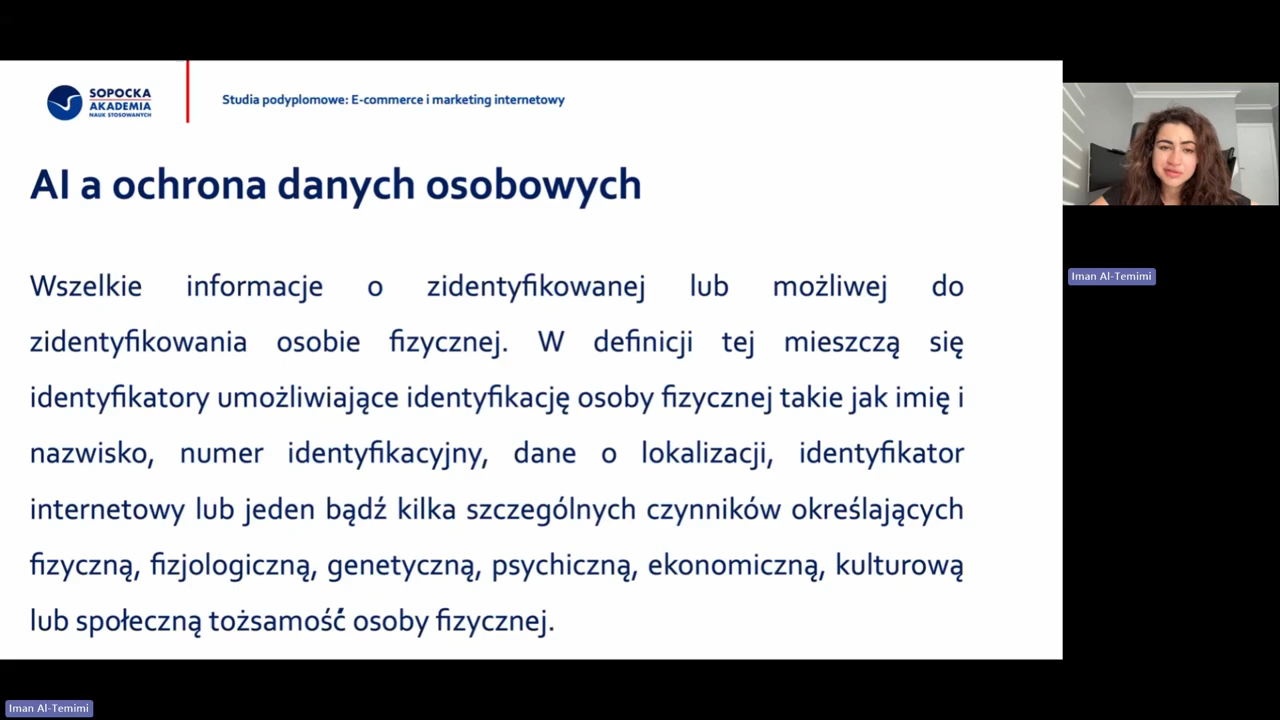 SOPOCKA
AKADEMIA
NAUK STOSOWANYCH
Studia podyplomowe: E-commerce i marketing internetowy
AI a ochrona danych osobowych
Wszelkie informacje o zidentyfikowanej lub możliwej do
zidentyfikowania osobie fizycznej. W definicji tej mieszczą się
identyfikatory umożliwiające identyfikację osoby fizycznej takie jak imię i
nazwisko, numer identyfikacyjny, dane o lokalizacji, identyfikator
internetowy lub jeden bądź kilka szczególnych czynników określających
fizyczną, fizjologiczną, genetyczną, psychiczną, ekonomiczną, kulturową
lub społeczną tożsamość osoby fizycznej.
Iman Al-Temimi
Iman Al-Temimi